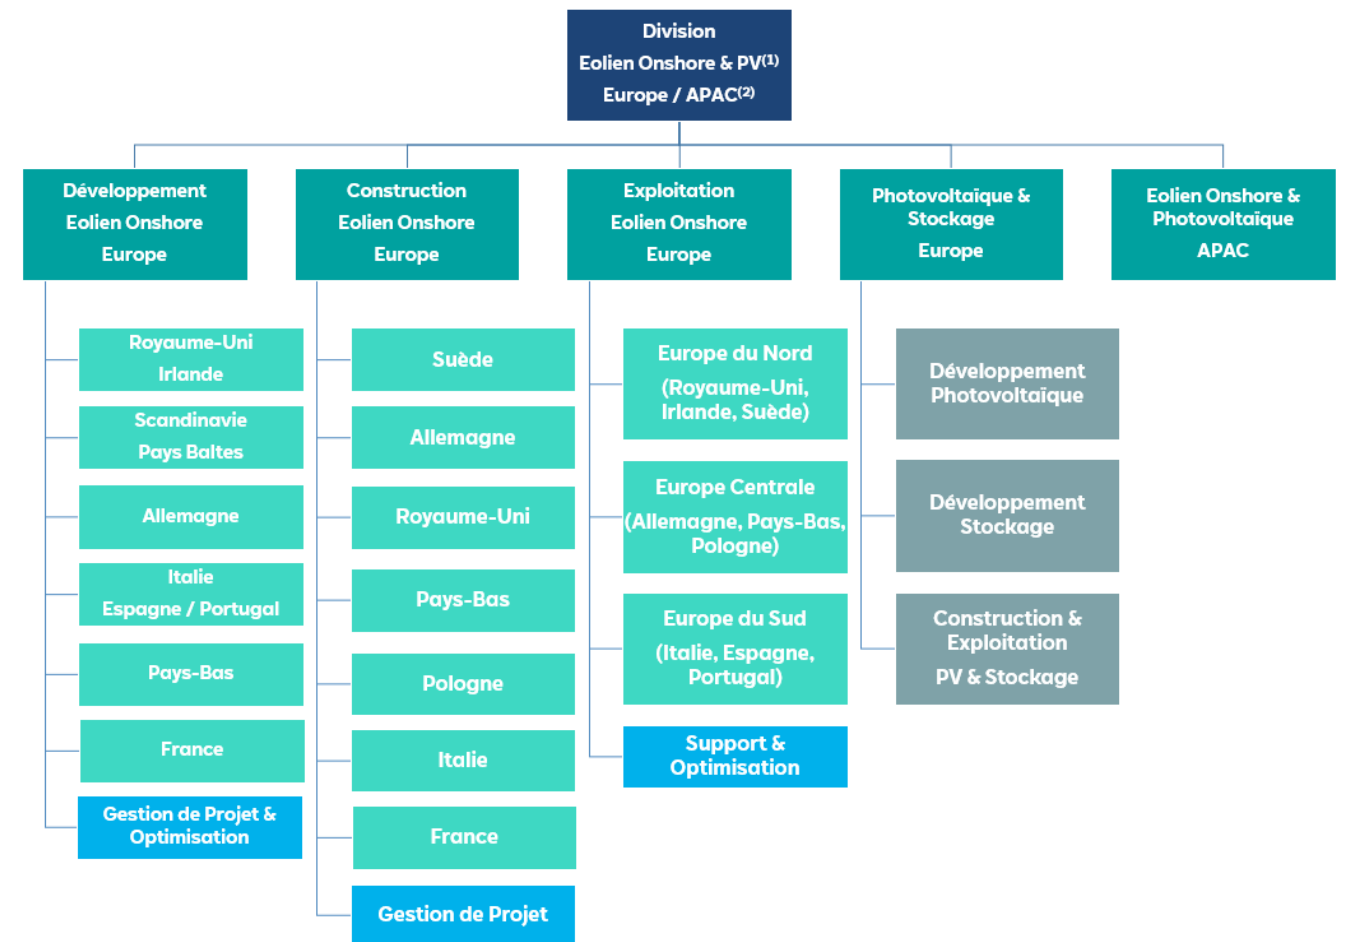 Division
Eolien Onshore & PV(1)
Europe / APAC(2)
Développement
Eolien Onshore
Europe
Construction
Eolien Onshore
Europe
Exploitation
Eolien Onshore
Europe
Photovoltaïque &
Stockage
Europe
Eolien Onshore &
Photovoltaïque
APAC
Royaume-Uni
Irlande
Scandinavie
Pays Baltes
Allemagne
Italie
Espagne / Portugal
Pays-Bas
France
Gestion de Projet &
Optimisation
Suède
Allemagne
Royaume-Uni
Pays-Bas
Pologne
Italie
France
Gestion de Projet
Europe du Nord
(Royaume-Uni,
Irlande, Suède)
Europe Centrale
(Allemagne, Pays-Bas,
Pologne)
Europe du Sud
(Italie, Espagne,
Portugal)
Support &
Optimisation
Développement
Photovoltaïque
Développement
Stockage
Construction &
Exploitation
PV & Stockage